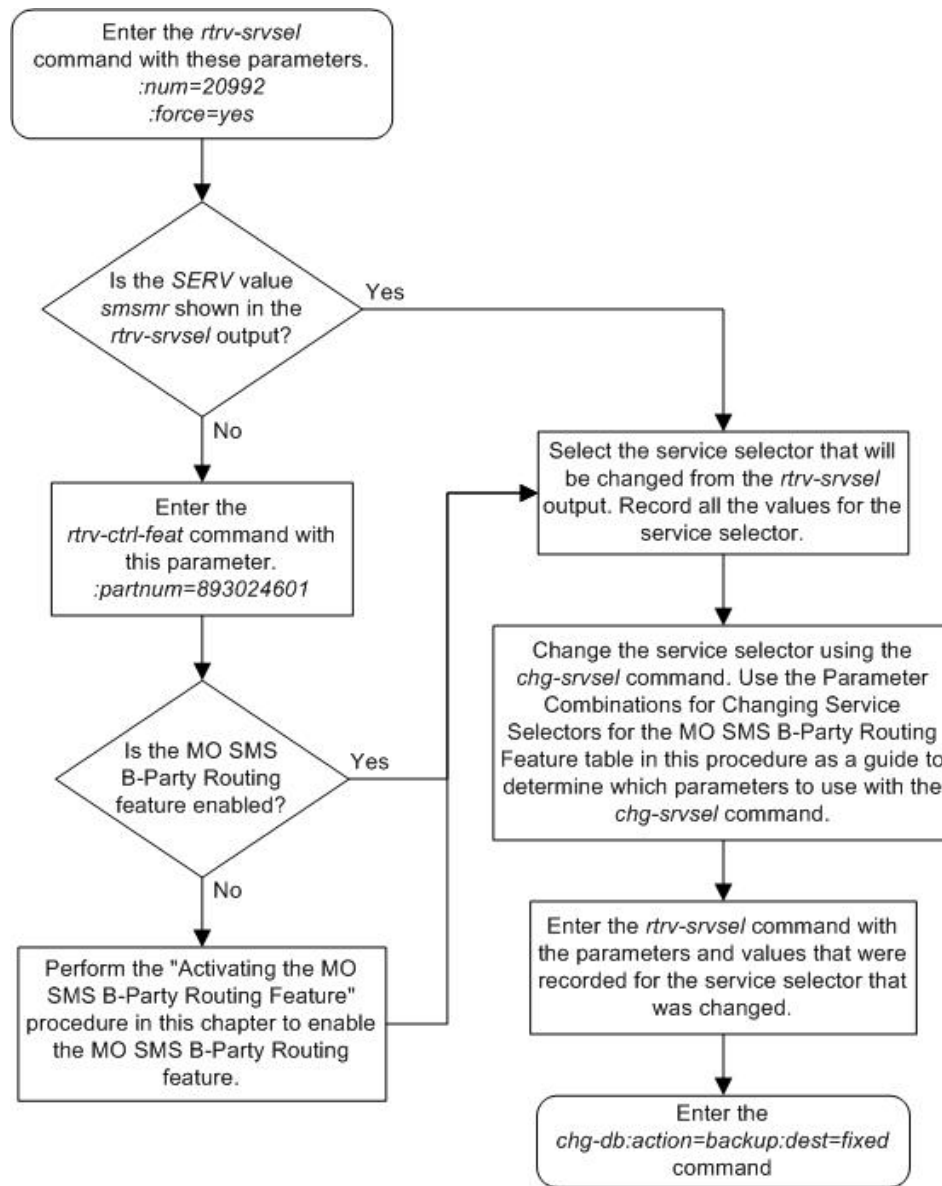 Enter the rtrv-srvsel
command with these parameters.
:num=20992
:force=yes
Is the SERV value
smsmr shown in the
rtrv-srvsel output?
Yes
No
Enter the
rtrv-ctrl-feat command with
this parameter.
:partnum=893024601
Is the MO SMS
B-Party Routing
feature enabled?
Yes
No
Perform the "Activating the MO
SMS B-Party Routing Feature"
procedure in this chapter to enable
the MO SMS B-Party Routing
feature.
Select the service selector that will
be changed from the rtrv-srvsel
output. Record all the values for the
service selector.
Change the service selector using the
chg-srvsel command. Use the Parameter
Combinations for Changing Service
Selectors for the MO SMS B-Party Routing
Feature table in this procedure as a guide to
determine which parameters to use with the
chg-srvsel command.
Enter the rtrv-srvsel command with
the parameters and values that were
recorded for the service selector that
was changed.
Enter the
chg-db:action=backup:dest=fixed
command